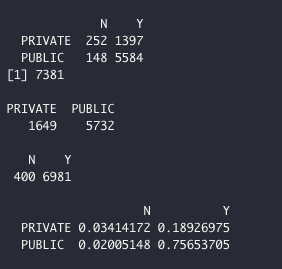 N Y
PRIVATE 252 1397
PUBLIC 148 5584
[1] 7381
PRIVATE PUBLIC
1649 5732
N Y
400 6981
N Y
PRIVATE 0.03414172 0.18926975
PUBLIC 0.02005148 0.75653705